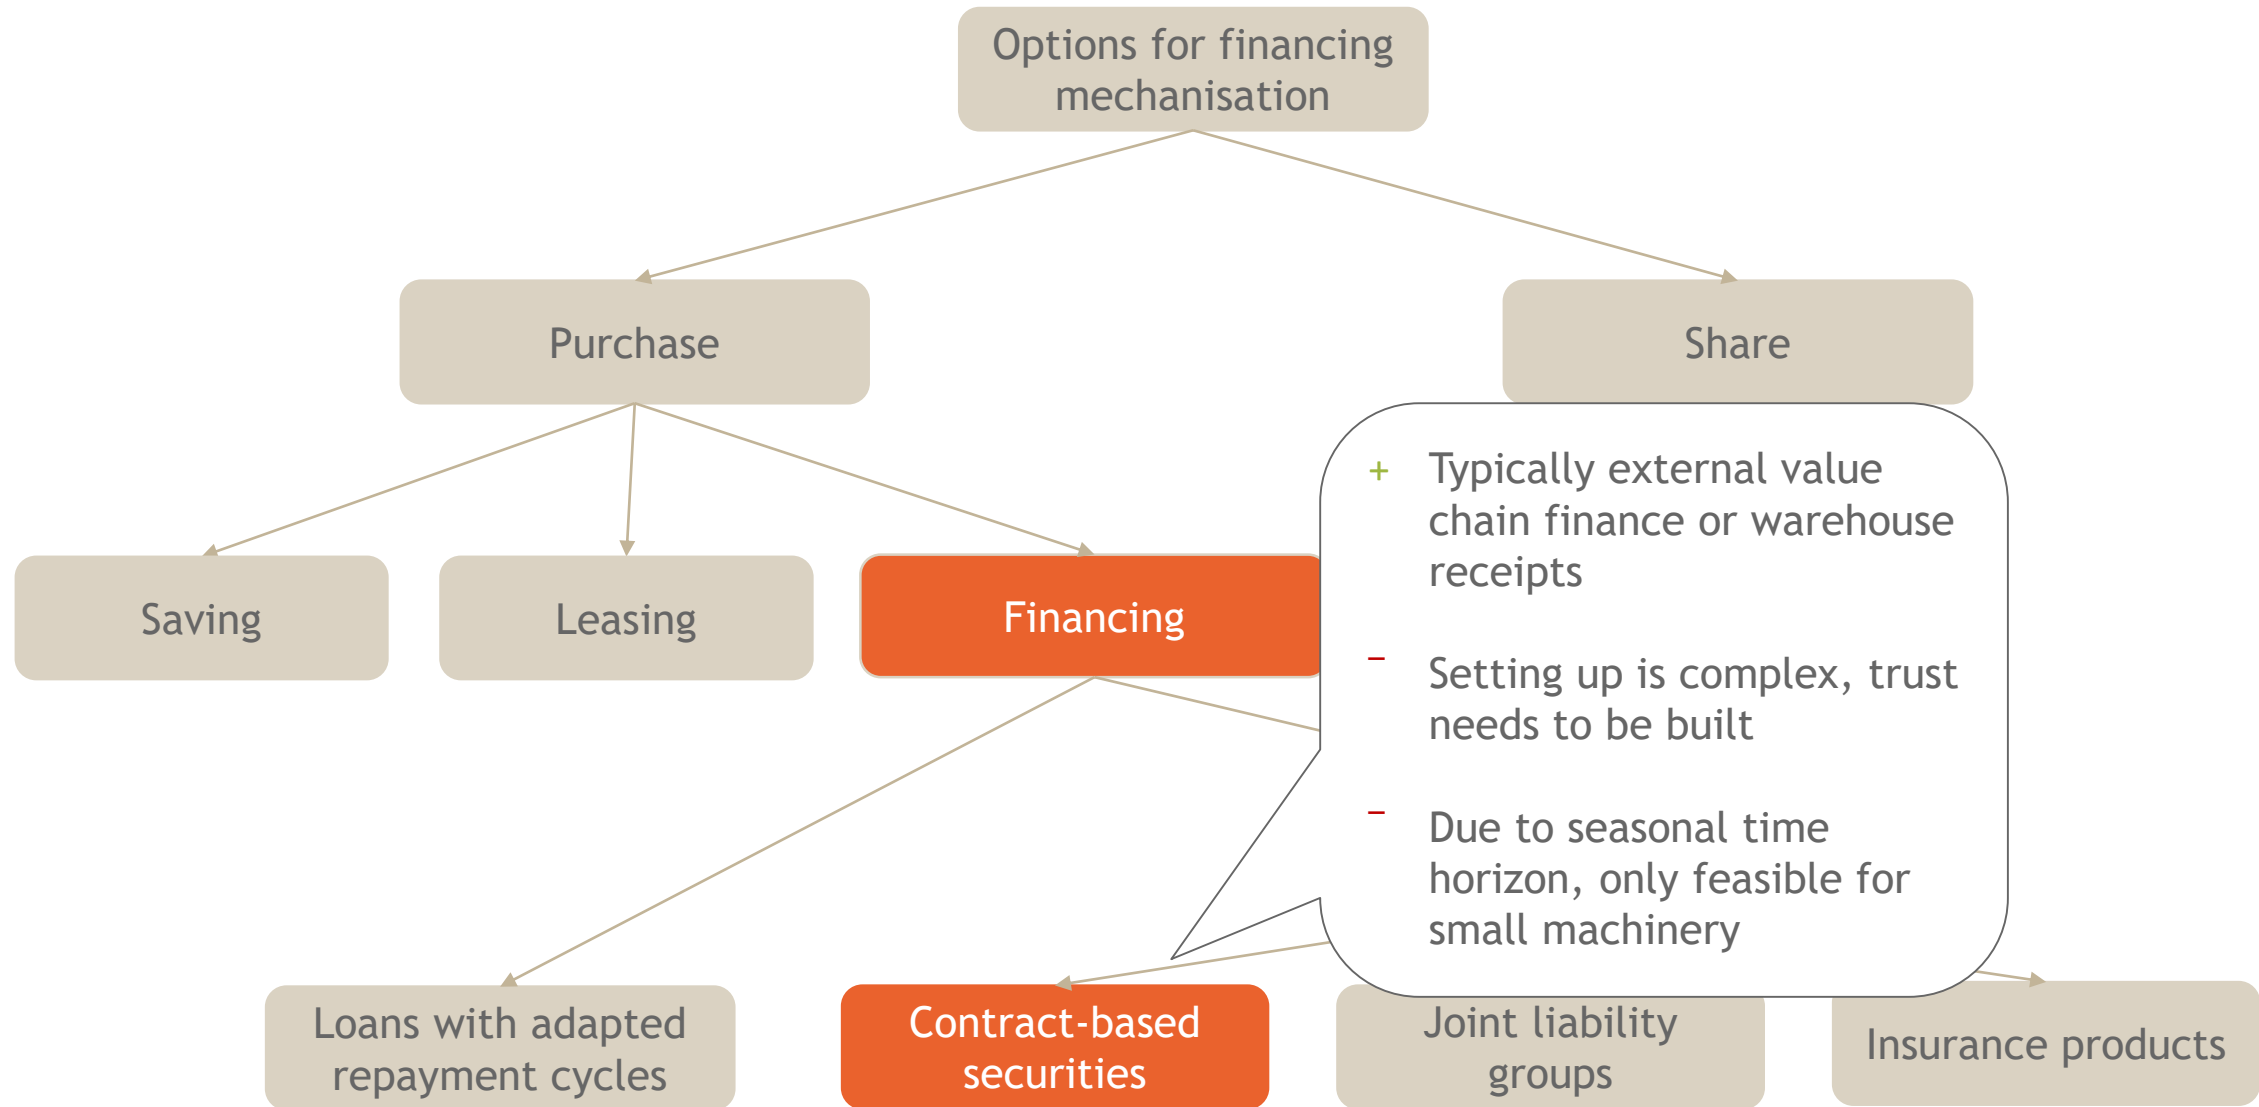 Options for financing
mechanisation
Purchase
Share
+ Typically external value
chain finance or warehouse
receipts
– Setting up is complex, trust
needs to be built
– Due to seasonal time
horizon, only feasible for
small machinery
Saving
Leasing
Financing
Loans with adapted
repayment cycles
Contract-based
securities
Joint liability
groups
Insurance products